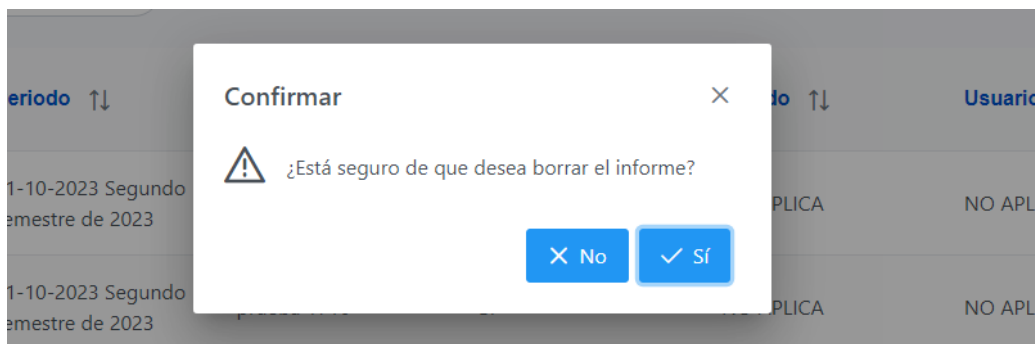 Confirmar
¿Está seguro de que desea borrar el informe?
No
Sí
eriodo
do
Usuario
1-10-2023 Segundo
emestre de 2023
PLICA
NO APL
1-10-2023 Segundo
emestre de 2023
PLICA
NO APL